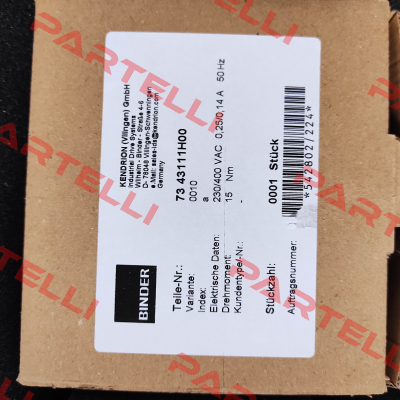 KENDRION (Villingen) GmbH
Industrial Drive Systems
Wilhelm - Binder - Straße 4-6
D- 78048 Villingen-Schwenningen
e.Mail: sales-ids@kendrion.com
Germany
BINDER
Teile-Nr.: 73 43111H00
Variante: 0010
Index: a
Elektrische Daten: 230/400 VAC 0,25/0,14 A 50 Hz
Drehmoment: 15 Nm
Kundentype/-Nr.: -
Stückzahl: 0001 Stück
Auftragsnummer: *542802/224*
PARTELLI
PARTELLI
PARTELLI
PARTELLI